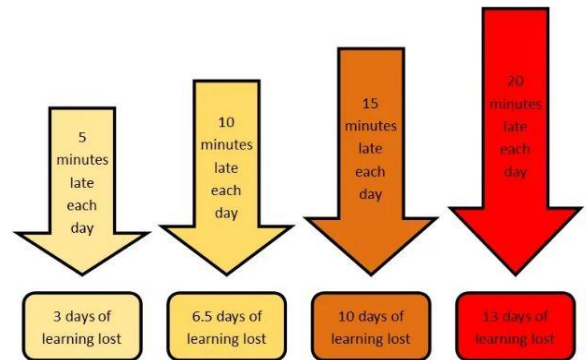 5
minutes
late
each
day
10
minutes
late
each
day
15
minutes
late
each
day
20
minutes
late
each
day
3 days of
learning lost
6.5 days of
learning lost
10 days of
learning lost
13 days of
learning lost